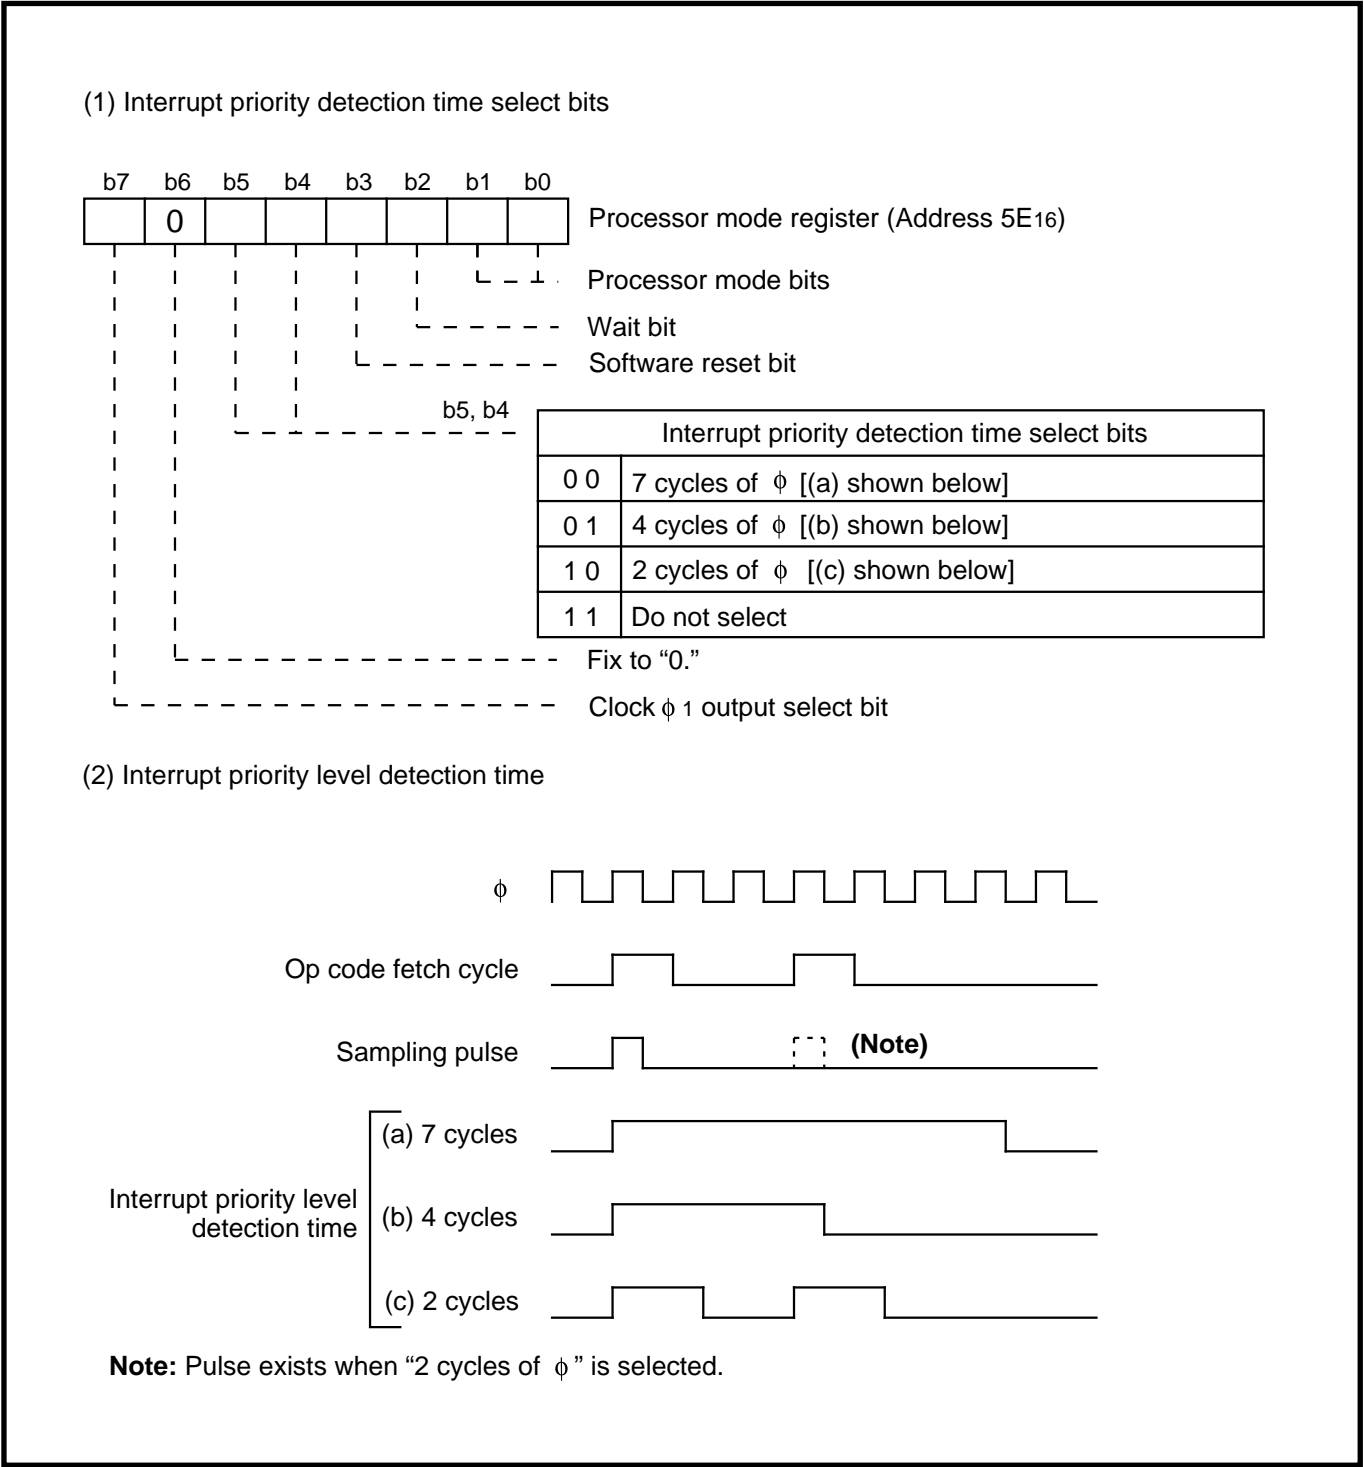 (1) Interrupt priority detection time select bits
b7 b6 b5 b4 b3 b2 b1 b0
0
Processor mode register (Address 5E16)
Processor mode bits
Wait bit
Software reset bit
b5, b4
Interrupt priority detection time select bits
0 0 7 cycles of ϕ [(a) shown below]
0 1 4 cycles of ϕ [(b) shown below]
1 0 2 cycles of ϕ [(c) shown below]
1 1 Do not select
Fix to “0.”
Clock ϕ 1 output select bit
(2) Interrupt priority level detection time
ϕ
Op code fetch cycle
Sampling pulse
(Note)
(a) 7 cycles
Interrupt priority level
detection time
(b) 4 cycles
(c) 2 cycles
Note: Pulse exists when “2 cycles of ϕ” is selected.